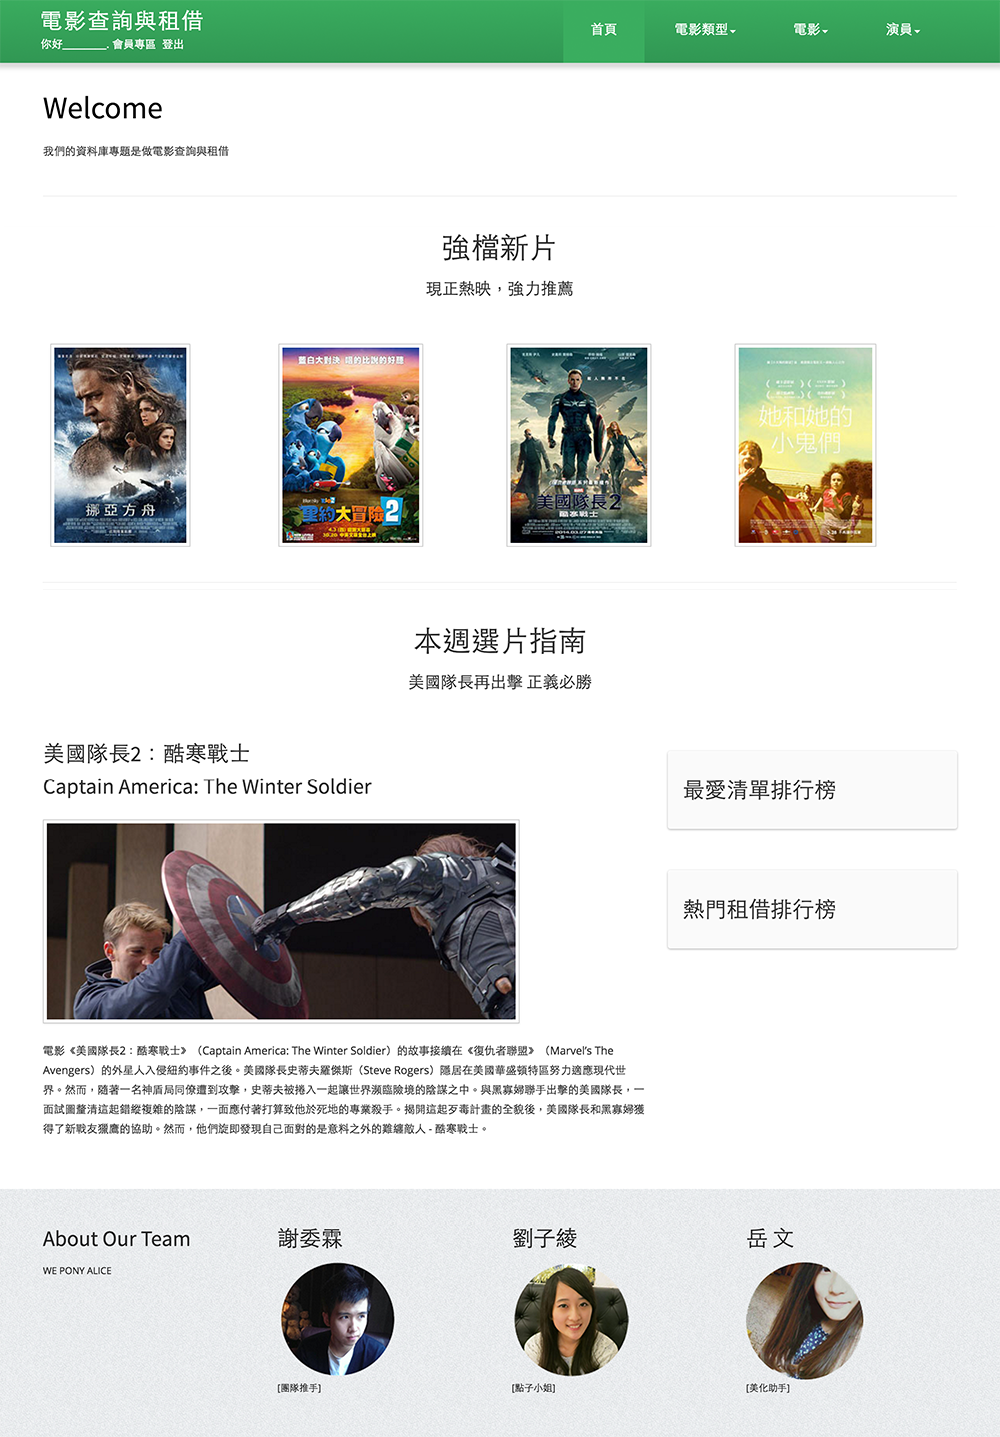 電影查詢與租借
你好________. 會員專區 登出
首頁
電影類型
電影
演員
Welcome
我們的資料庫專題是做電影查詢與租借
強檔新片
現正熱映，強力推薦
挪亞方舟
藍白大對決 唱的比說的好聽
里約大冒險2
美國隊長2
酷寒戰士
她和她的
小鬼們
本週選片指南
美國隊長再出擊 正義必勝
美國隊長2：酷寒戰士
Captain America: The Winter Soldier
最愛清單排行榜
熱門租借排行榜
電影《美國隊長2：酷寒戰士》（Captain America: The Winter Soldier）的故事接續在《復仇者聯盟》（Marvel’s The
Avengers）的外星人入侵紐約事件之後。美國隊長史蒂夫羅傑斯（Steve Rogers）隱居在美國華盛頓特區努力適應現代世
界。然而，隨著一名神盾局同僚遭到攻擊，史蒂夫被捲入一起讓世界瀕臨險境的陰謀之中。與黑寡婦聯手出擊的美國隊長，一
面試圖釐清這起錯縱複雜的陰謀，一面應付著打算致他於死地的專業殺手。揭開這起歹毒計畫的全貌後，美國隊長和黑寡婦獲
得了新戰友獵鷹的協助。然而，他們旋即發現自己面對的是意料之外的難纏敵人 - 酷寒戰士。
About Our Team
WE PONY ALICE
謝委霖
[團隊推手]
劉子綾
[點子小姐]
岳 文
[美化助手]